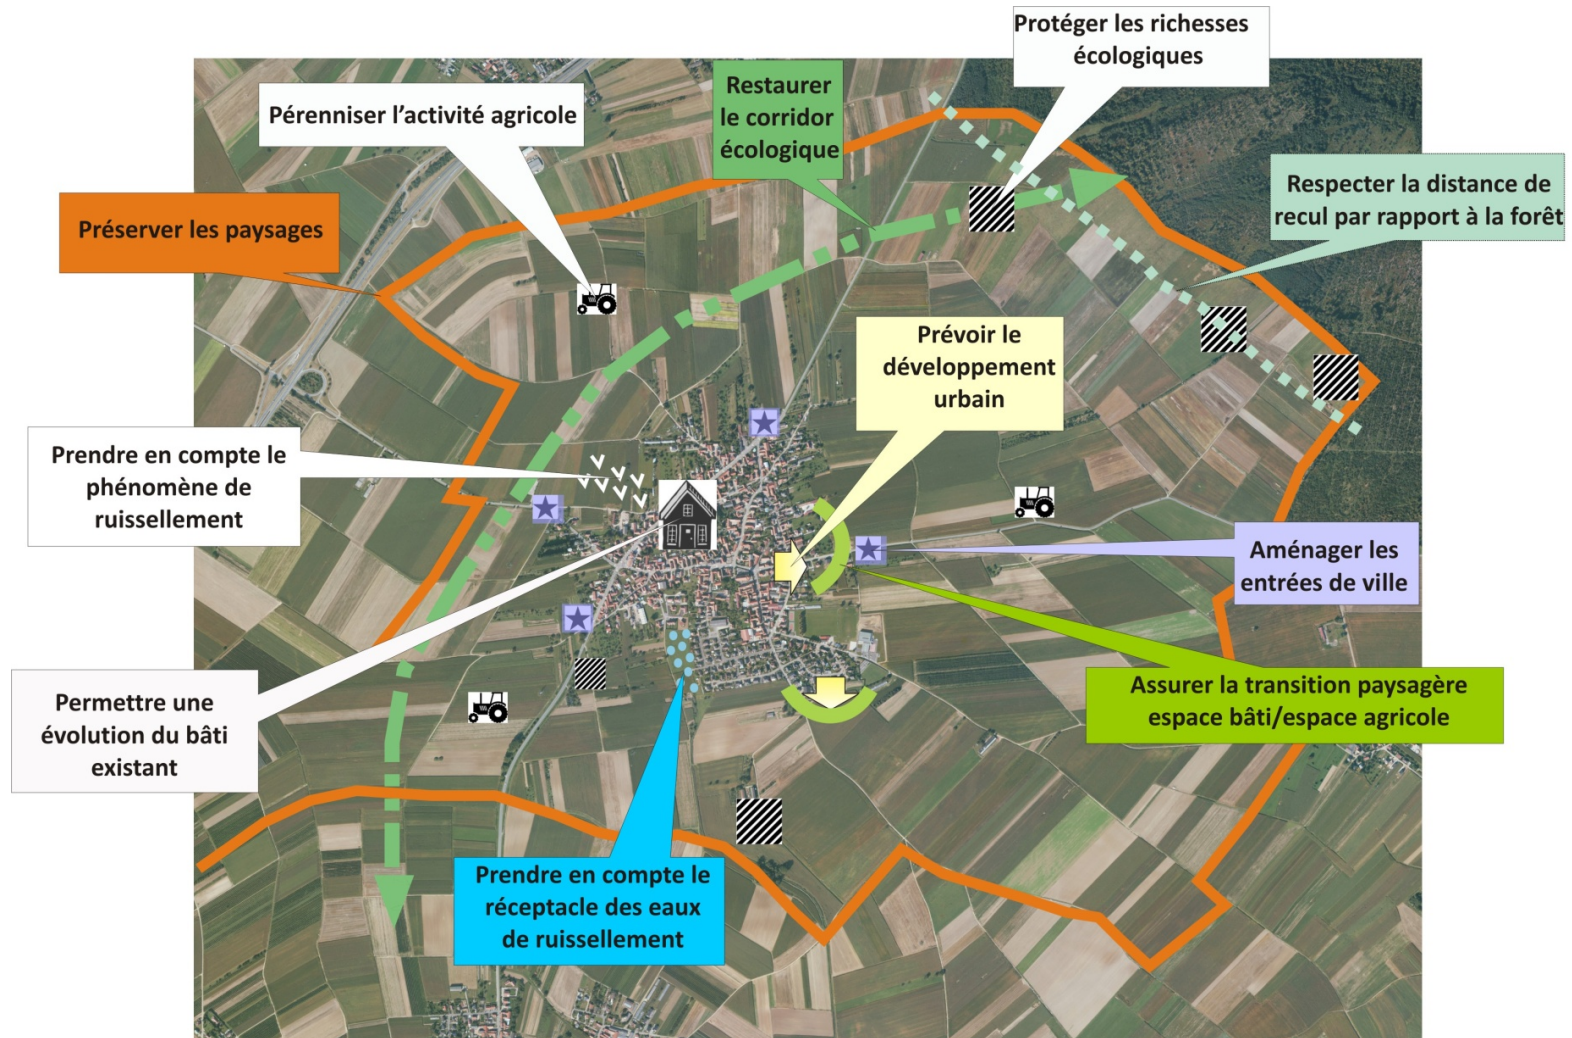 Protéger les richesses
écologiques
Restaurer
le corridor
écologique
Pérenniser l’activité agricole
Respecter la distance de
recul par rapport à la forêt
Préserver les paysages
Prévoir le
développement
urbain
Prendre en compte le
phénomène de
ruissellement
Aménager les
entrées de ville
Permettre une
évolution du bâti
existant
Assurer la transition paysagère
espace bâti/espace agricole
Prendre en compte le
réceptacle des eaux
de ruissellement